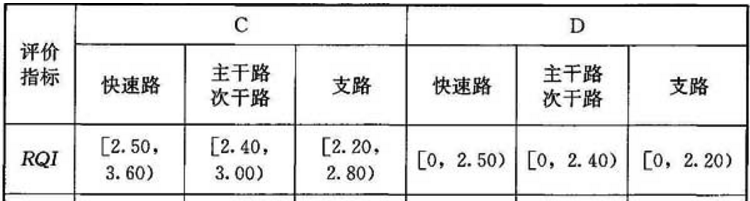 评价
指标
C
D
快速路
主干路
次干路
支路
快速路
主干路
次干路
支路
RQI
[2.50,
3.60)
[2.40,
3.00)
[2.20,
2.80)
[0, 2.50)
[0, 2.40)
[0, 2.20)